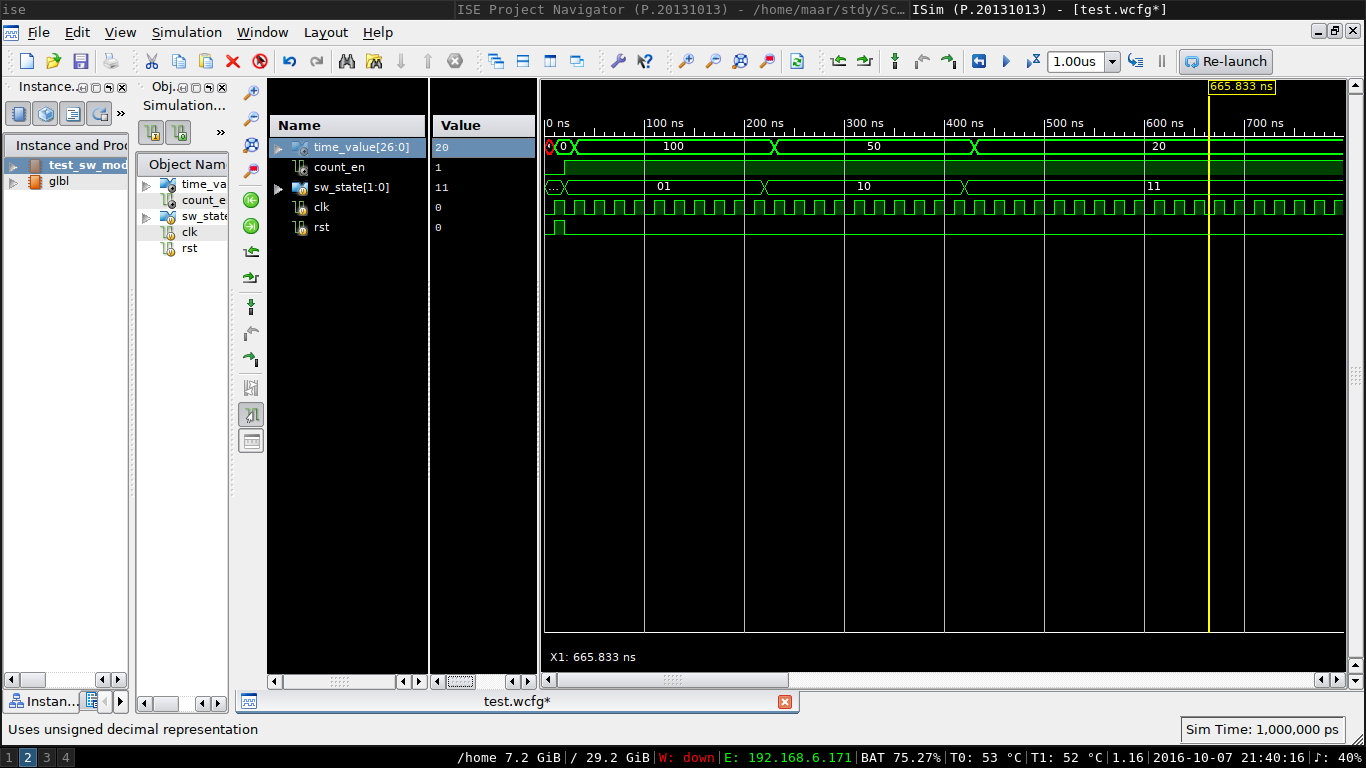 ise
ISE Project Navigator (P.20131013) - /home/maar/stdy/Sc…
ISim (P.20131013) - [test.wcfg*]
File Edit View Simulation Window Layout Help
1.00us
Re-launch
Instance...
Obj...
Simulation...
Instance and Proc
test_sw_mod
glbl
Object Nam
time_va
count_e
sw_state
clk
rst
Name Value
time_value[26:0] 20
count_en 1
sw_state[1:0] 11
clk 0
rst 0
665.833 ns
0 ns 100 ns 200 ns 300 ns 400 ns 500 ns 600 ns 700 ns
0 100 50 20
... 01 10 11
X1: 665.833 ns
Instan...
test.wcfg*
Uses unsigned decimal representation
Sim Time: 1,000,000 ps
1 2 3 4
/home 7.2 GiB|/ 29.2 GiB|W: down|E: 192.168.6.171|BAT 75.27%|T0: 53 °C|T1: 52 °C|1.16|2016-10-07 21:40:16|♪: 40%